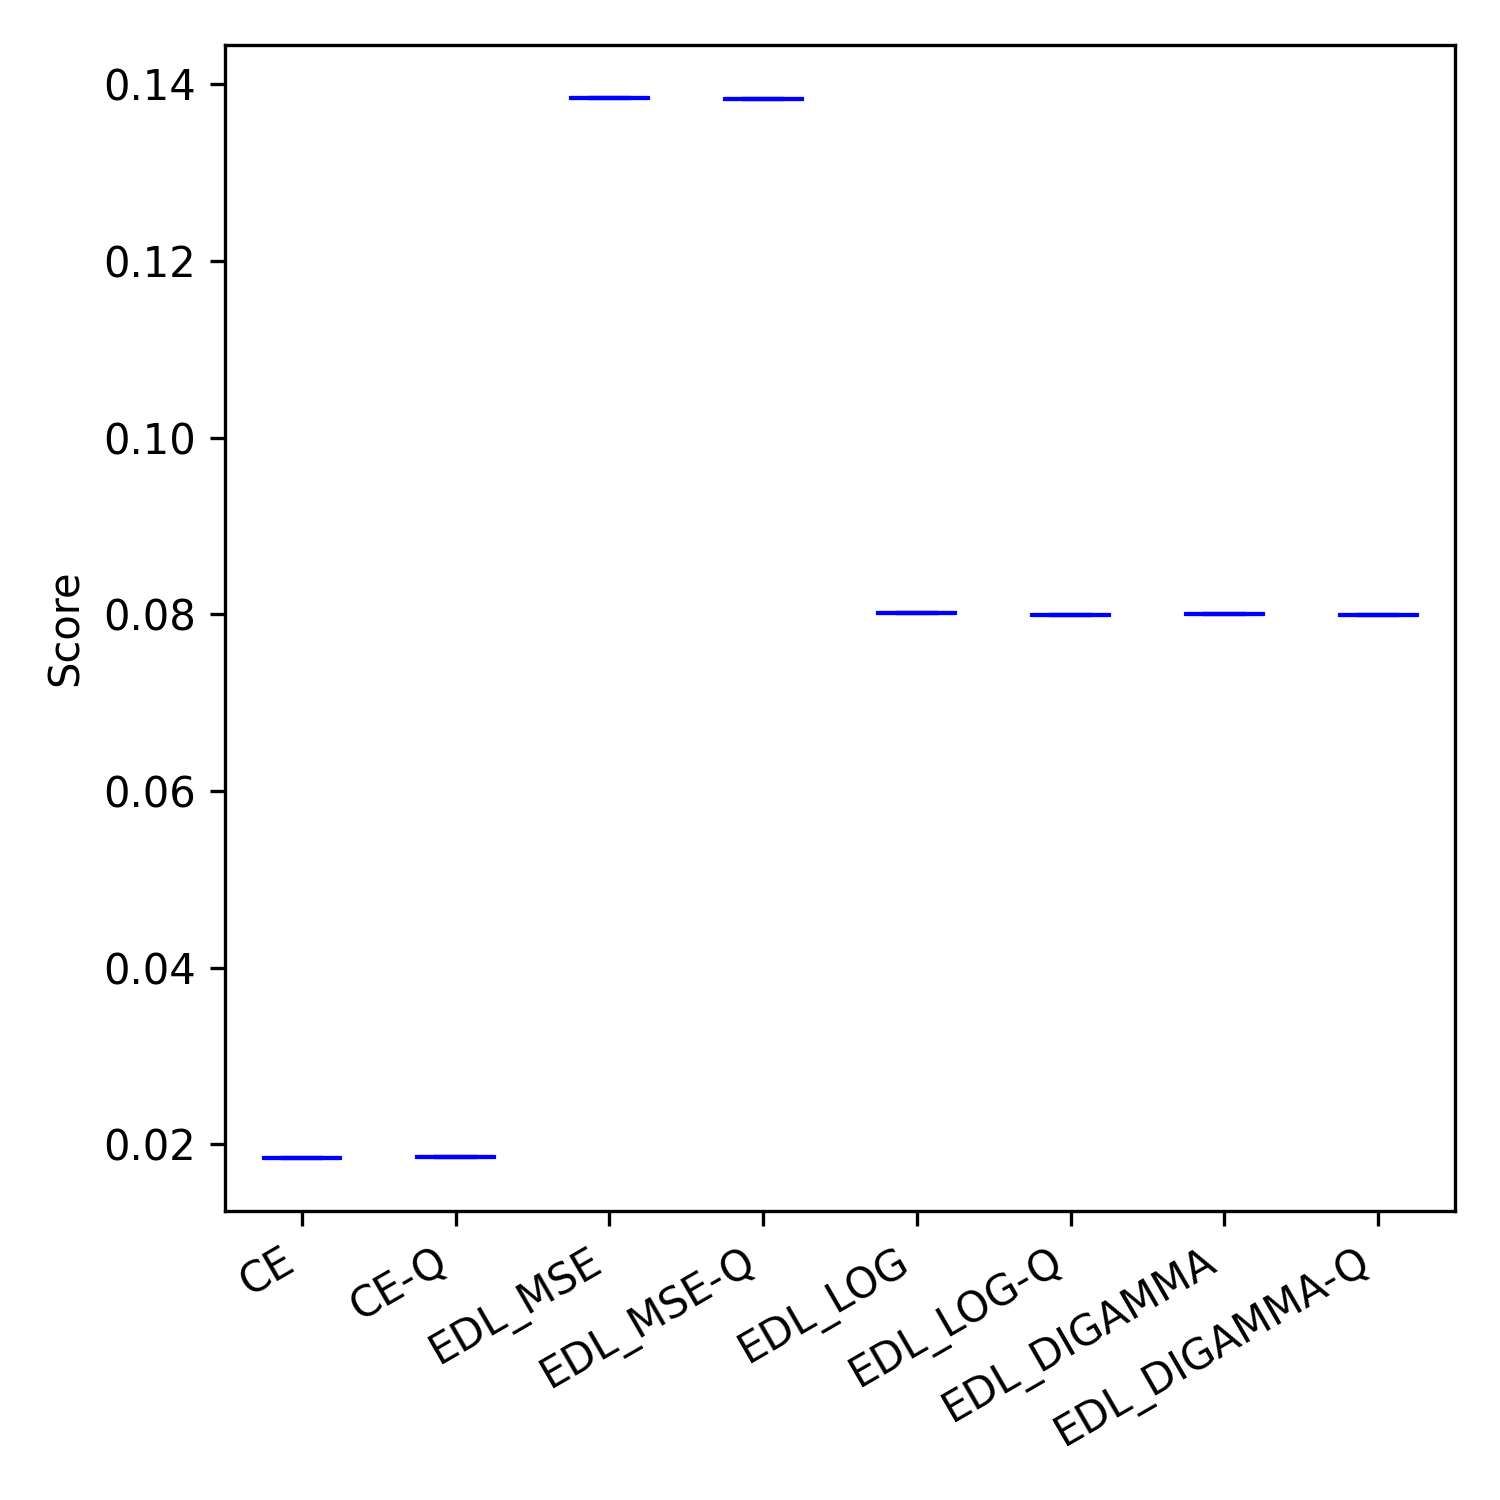 0.14
0.12
0.10
0.08
0.06
0.04
0.02
Score
CE
CE-Q
EDL_MSE
EDL_MSE-Q
EDL_LOG
EDL_LOG-Q
EDL_DIGAMMA
EDL_DIGAMMA-Q